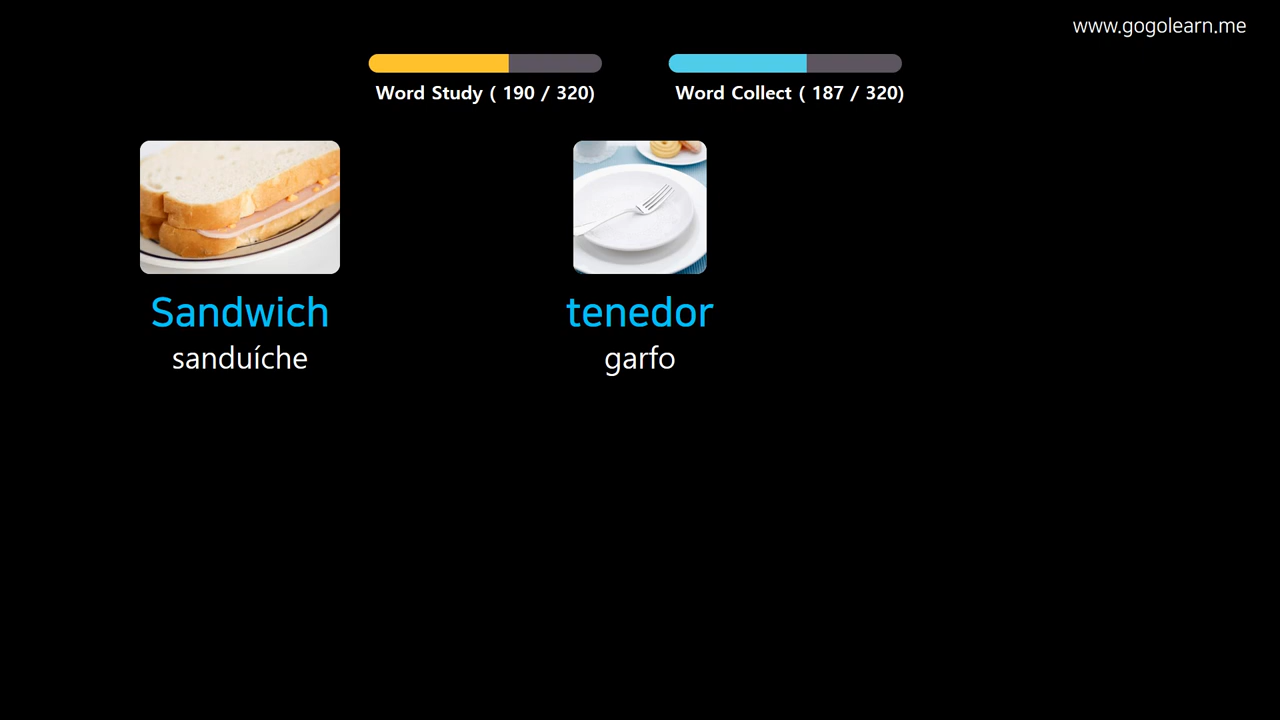 www.gogolearn.me
Word Study ( 190 / 320)
Word Collect ( 187 / 320)
Sandwich
sanduíche
tenedor
garfo